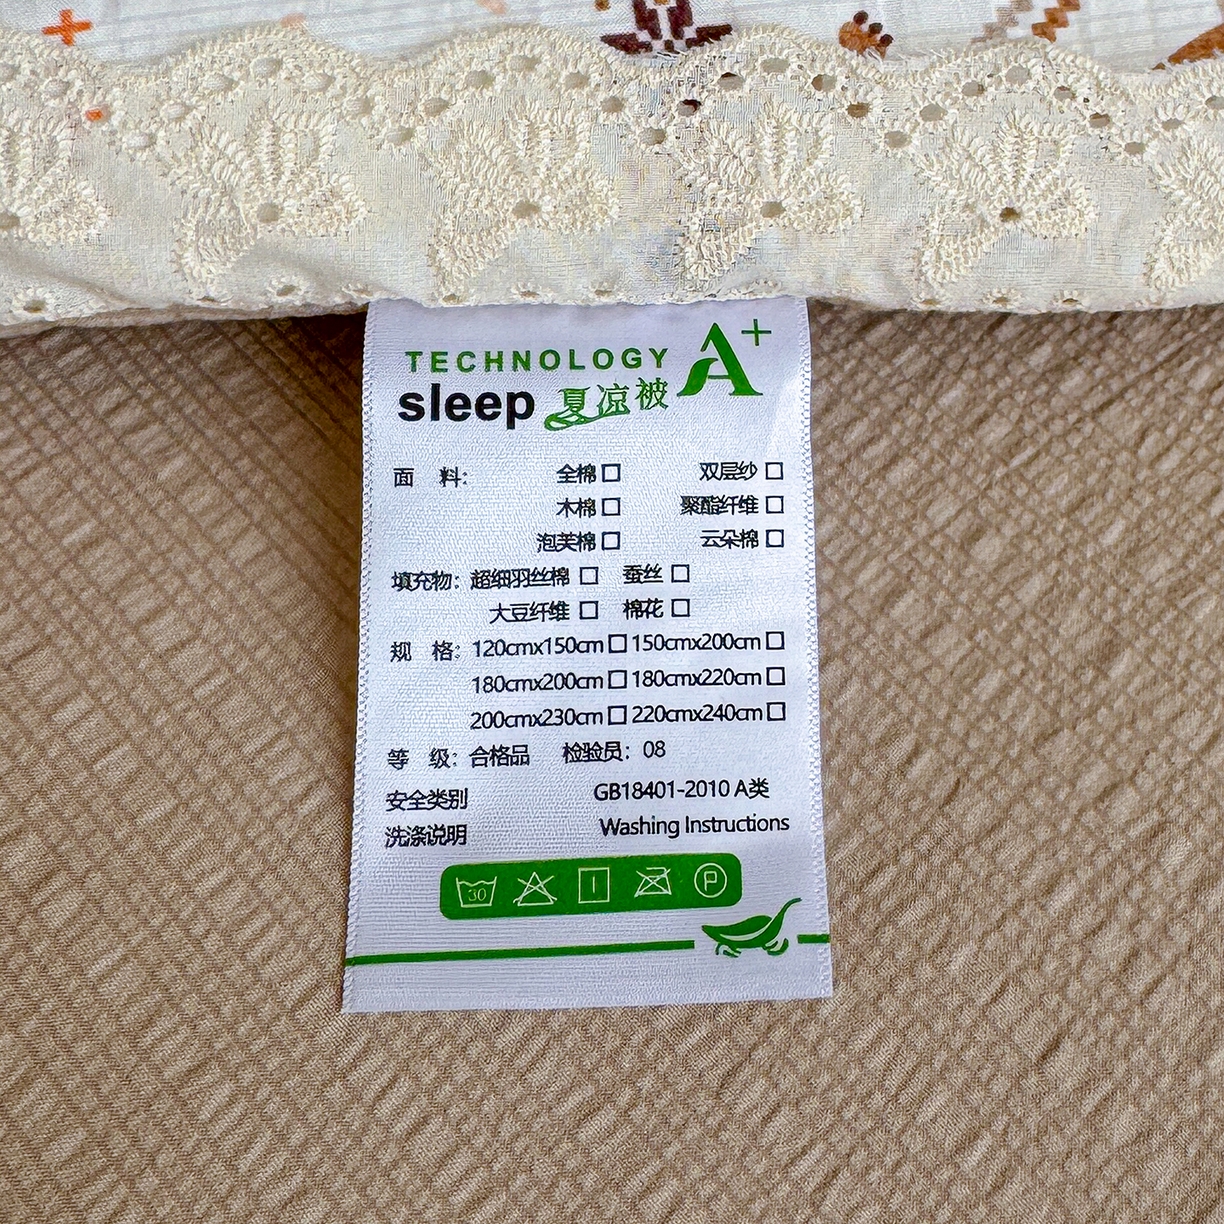 TECHNOLOGY A+
sleep 夏凉被
面 料: 全棉□ 双层纱□
木棉□ 聚酯纤维□
泡芙棉□ 云朵棉□
填充物: 超细羽丝棉□ 蚕丝□
大豆纤维□ 棉花□
规 格: 120cmx150cm□ 150cmx200cm□
180cmx200cm□ 180cmx220cm□
200cmx230cm□ 220cmx240cm□
等 级: 合格品 检验员: 08
安全类别 GB18401-2010 A类
洗涤说明 Washing Instructions
30 P